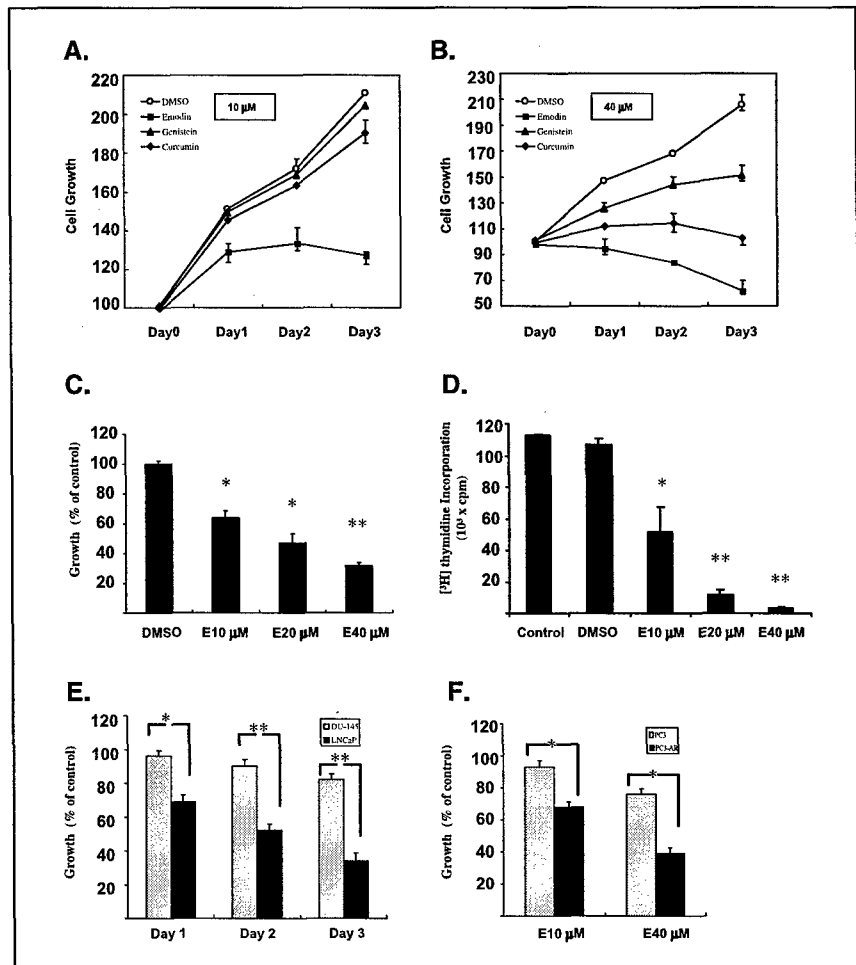 A.
220
200
180
160
140
120
100
Cell Growth
DMSO
Emodin
Genistein
Curcumin
10 µM
Day0 Day1 Day2 Day3
B.
230
210
190
170
150
130
110
90
70
50
Cell Growth
DMSO
Emodin
Genistein
Curcumin
40 µM
Day0 Day1 Day2 Day3
C.
120
100
80
60
40
20
Growth (% of control)
*
*
**
DMSO E10 µM E20 µM E40 µM
D.
120
100
80
60
40
20
[³H] thymidine Incorporation
(10³ x cpm)
*
**
**
Control DMSO E10 µM E20 µM E40 µM
E.
120
100
80
60
40
20
Growth (% of control)
DU-145
LNCaP
*
**
**
Day 1 Day 2 Day 3
F.
120
100
80
60
40
20
Growth (% of control)
PC3
PC3-AR
*
*
E10 µM E40 µM